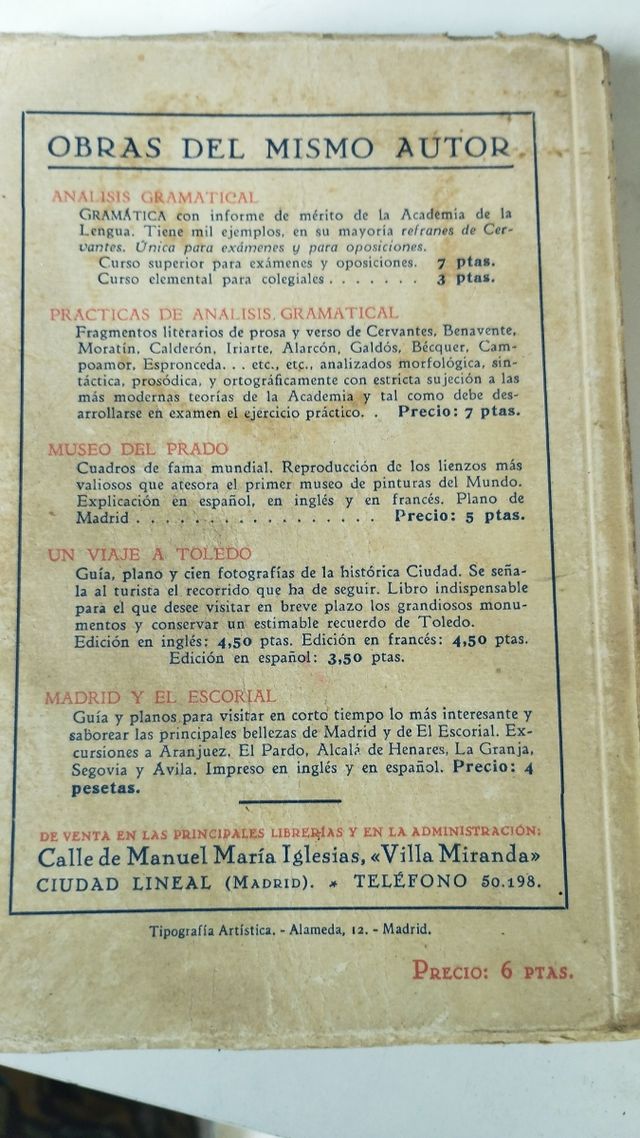 OBRAS DEL MISMO AUTOR
ANALISIS GRAMATICAL
GRAMÁTICA con informe de mérito de la Academia de la
Lengua. Tiene mil ejemplos, en su mayoría refranes de Cer-
vantes. Única para exámenes y para oposiciones.
Curso superior para exámenes y oposiciones. 7 ptas.
Curso elemental para colegiales . . . . . . . 3 ptas.
PRACTICAS DE ANALISIS GRAMATICAL
Fragmentos literarios de prosa y verso de Cervantes, Benavente,
Moratín, Calderón, Iriarte, Alarcón, Galdós, Bécquer, Cam-
poamor, Espronceda. . . etc., etc., analizados morfológica, sin-
táctica, prosódica, y ortográficamente con estricta sujeción a las
más modernas teorías de la Academia y tal como debe des-
arrollarse en examen el ejercicio práctico. . Precio: 7 ptas.
MUSEO DEL PRADO
Cuadros de fama mundial. Reproducción de los lienzos más
valiosos que atesora el primer museo de pinturas del Mundo.
Explicación en español, en inglés y en francés. Plano de
Madrid . . . . . . . . . . . . . . . . . Precio: 5 ptas.
UN VIAJE A TOLEDO
Guía, plano y cien fotografías de la histórica Ciudad. Se seña-
la al turista el recorrido que ha de seguir. Libro indispensable
para el que desee visitar en breve plazo los grandiosos monu-
mentos y conservar un estimable recuerdo de Toledo.
Edición en inglés: 4,50 ptas. Edición en francés: 4,50 ptas.
Edición en español: 3,50 ptas.
MADRID Y EL ESCORIAL
Guía y planos para visitar en corto tiempo lo más interesante y
saborear las principales bellezas de Madrid y de El Escorial. Ex-
cursiones a Aranjuez, El Pardo, Alcalá de Henares, La Granja,
Segovia y Ávila. Impreso en inglés y en español. Precio: 4
pesetas.
DE VENTA EN LAS PRINCIPALES LIBRERÍAS Y EN LA ADMINISTRACIÓN:
Calle de Manuel María Iglesias, «Villa Miranda»
CIUDAD LINEAL (MADRID). * TELÉFONO 50.198.
Tipografía Artística. - Alameda, 12. - Madrid.
PRECIO: 6 PTAS.